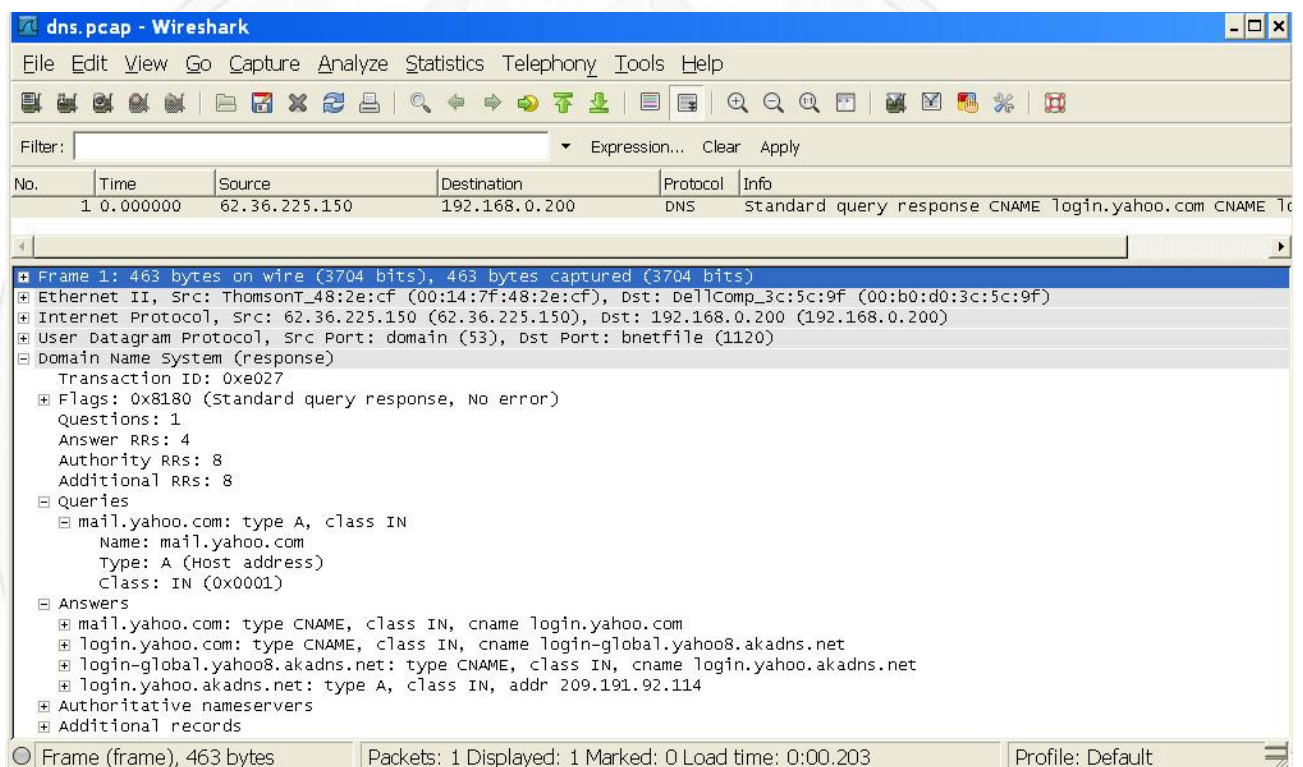 dns.pcap - Wireshark
File Edit View Go Capture Analyze Statistics Telephony Tools Help
Filter: Expression... Clear Apply
No. Time Source Destination Protocol Info
1 0.000000 62.36.225.150 192.168.0.200 DNS Standard query response CNAME login.yahoo.com CNAME lo
Frame 1: 463 bytes on wire (3704 bits), 463 bytes captured (3704 bits)
Ethernet II, Src: ThomsonT_48:2e:cf (00:14:7f:48:2e:cf), Dst: DellComp_3c:5c:9f (00:b0:d0:3c:5c:9f)
Internet Protocol, Src: 62.36.225.150 (62.36.225.150), Dst: 192.168.0.200 (192.168.0.200)
User Datagram Protocol, Src Port: domain (53), Dst Port: bnetfile (1120)
Domain Name System (response)
Transaction ID: 0xe027
Flags: 0x8180 (Standard query response, No error)
Questions: 1
Answer RRs: 4
Authority RRs: 8
Additional RRs: 8
Queries
mail.yahoo.com: type A, class IN
Name: mail.yahoo.com
Type: A (Host address)
Class: IN (0x0001)
Answers
mail.yahoo.com: type CNAME, class IN, cname login.yahoo.com
login.yahoo.com: type CNAME, class IN, cname login-global.yahoo8.akadns.net
login-global.yahoo8.akadns.net: type CNAME, class IN, cname login.yahoo.akadns.net
login.yahoo.akadns.net: type A, class IN, addr 209.191.92.114
Authoritative nameservers
Additional records
Frame (frame), 463 bytes Packets: 1 Displayed: 1 Marked: 0 Load time: 0:00.203 Profile: Default